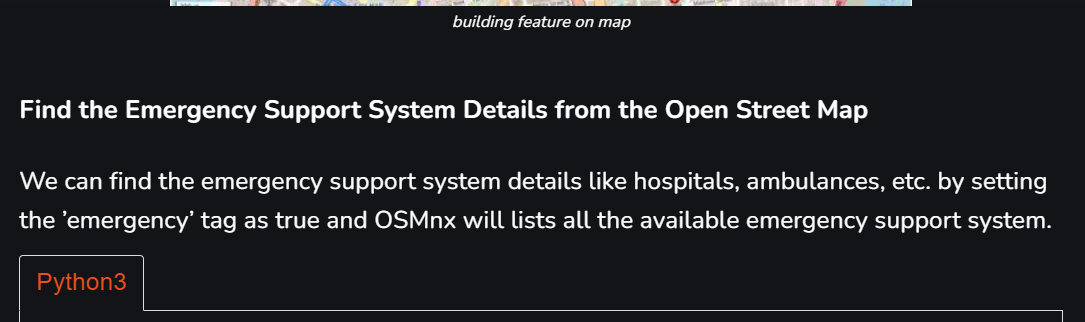 building feature on map
Find the Emergency Support System Details from the Open Street Map
We can find the emergency support system details like hospitals, ambulances, etc. by setting
the ’emergency’ tag as true and OSMnx will lists all the available emergency support system.
Python3